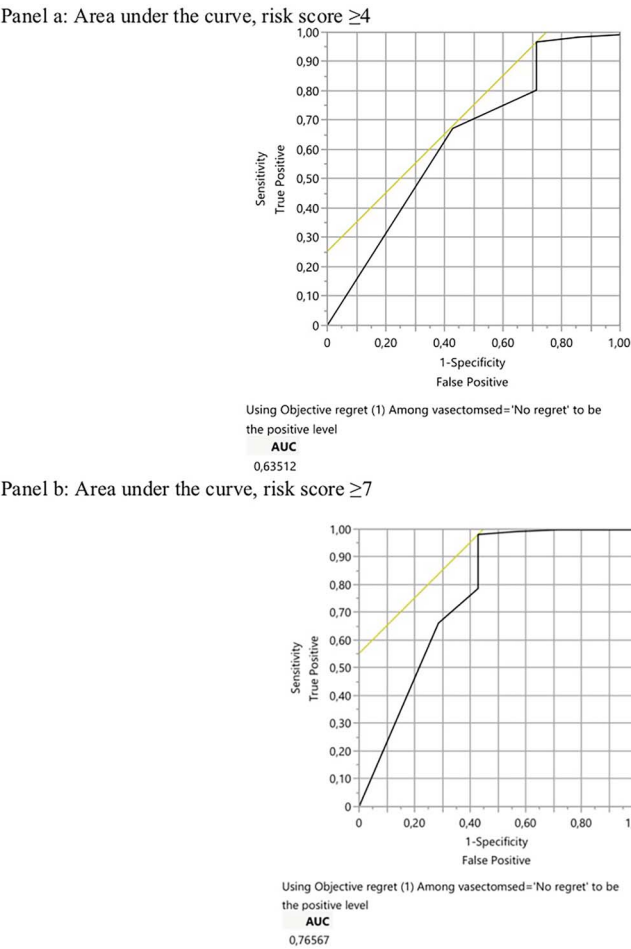 Panel a: Area under the curve, risk score ≥4
1,00
0,90
0,80
0,70
0,60
0,50
0,40
0,30
0,20
0,10
0
Sensitivity
True Positive
0 0,20 0,40 0,60 0,80 1,00
1-Specificity
False Positive
Using Objective regret (1) Among vasectomsed='No regret' to be
the positive level
AUC
0,63512
Panel b: Area under the curve, risk score ≥7
1,00
0,90
0,80
0,70
0,60
0,50
0,40
0,30
0,20
0,10
0
Sensitivity
True Positive
0 0,20 0,40 0,60 0,80 1
1-Specificity
False Positive
Using Objective regret (1) Among vasectomsed='No regret' to be
the positive level
AUC
0,76567